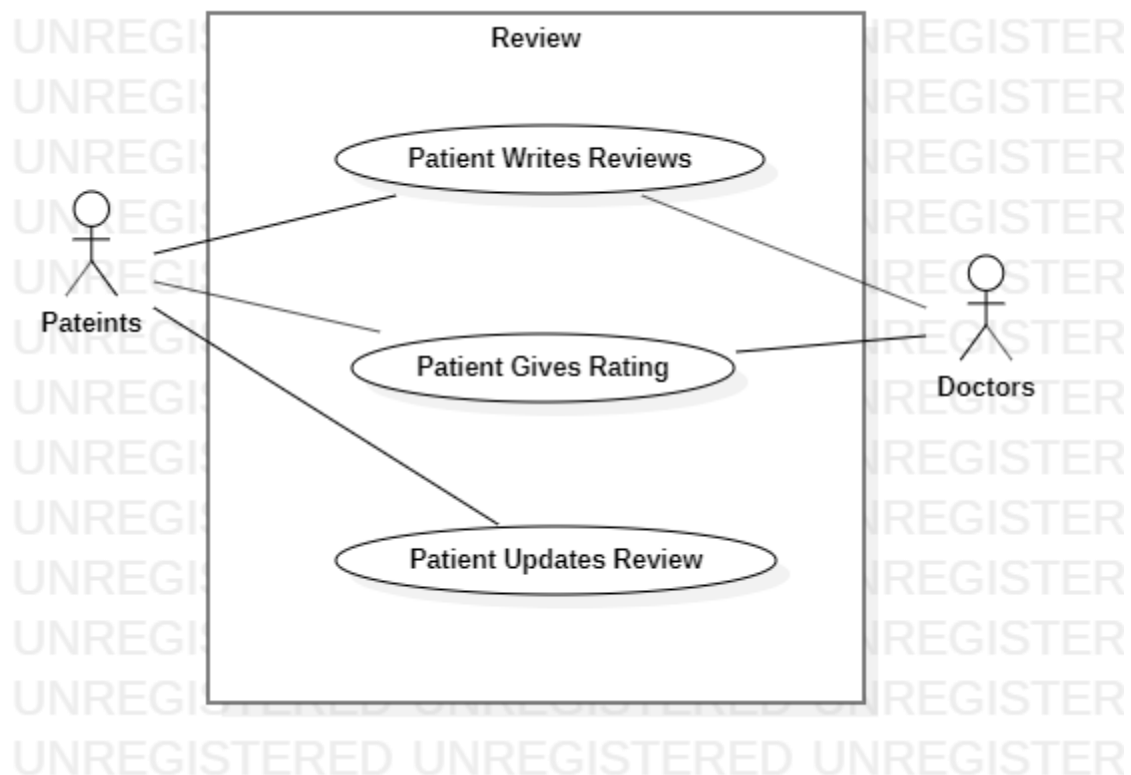 Review
Patient Writes Reviews
Pateints
Patient Gives Rating
Doctors
Patient Updates Review
UNREGISTERED UNREGISTERED UNREGISTER